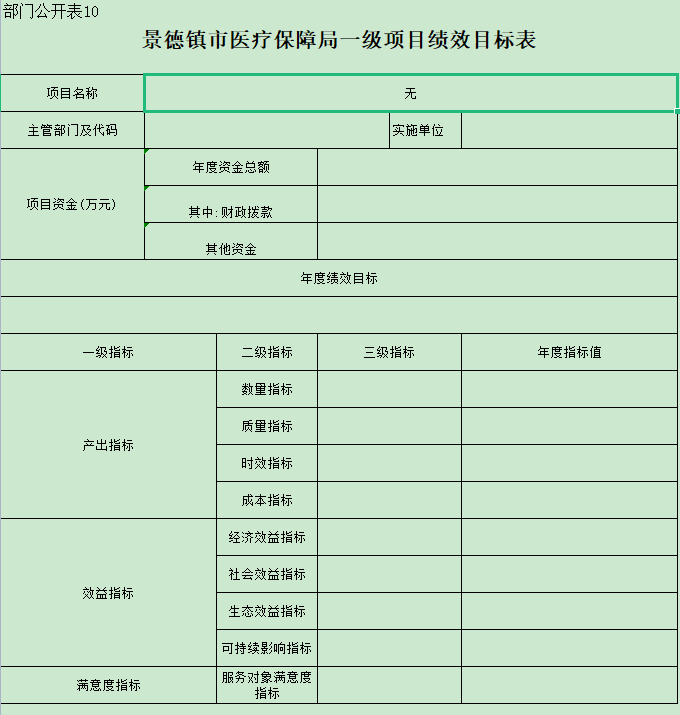 部门公开表10
景德镇市医疗保障局一级项目绩效目标表
项目名称 无
主管部门及代码 实施单位
项目资金(万元) 年度资金总额
其中:财政拨款
其他资金
年度绩效目标
一级指标 二级指标 三级指标 年度指标值
产出指标 数量指标
质量指标
时效指标
成本指标
效益指标 经济效益指标
社会效益指标
生态效益指标
可持续影响指标
满意度指标 服务对象满意度
指标